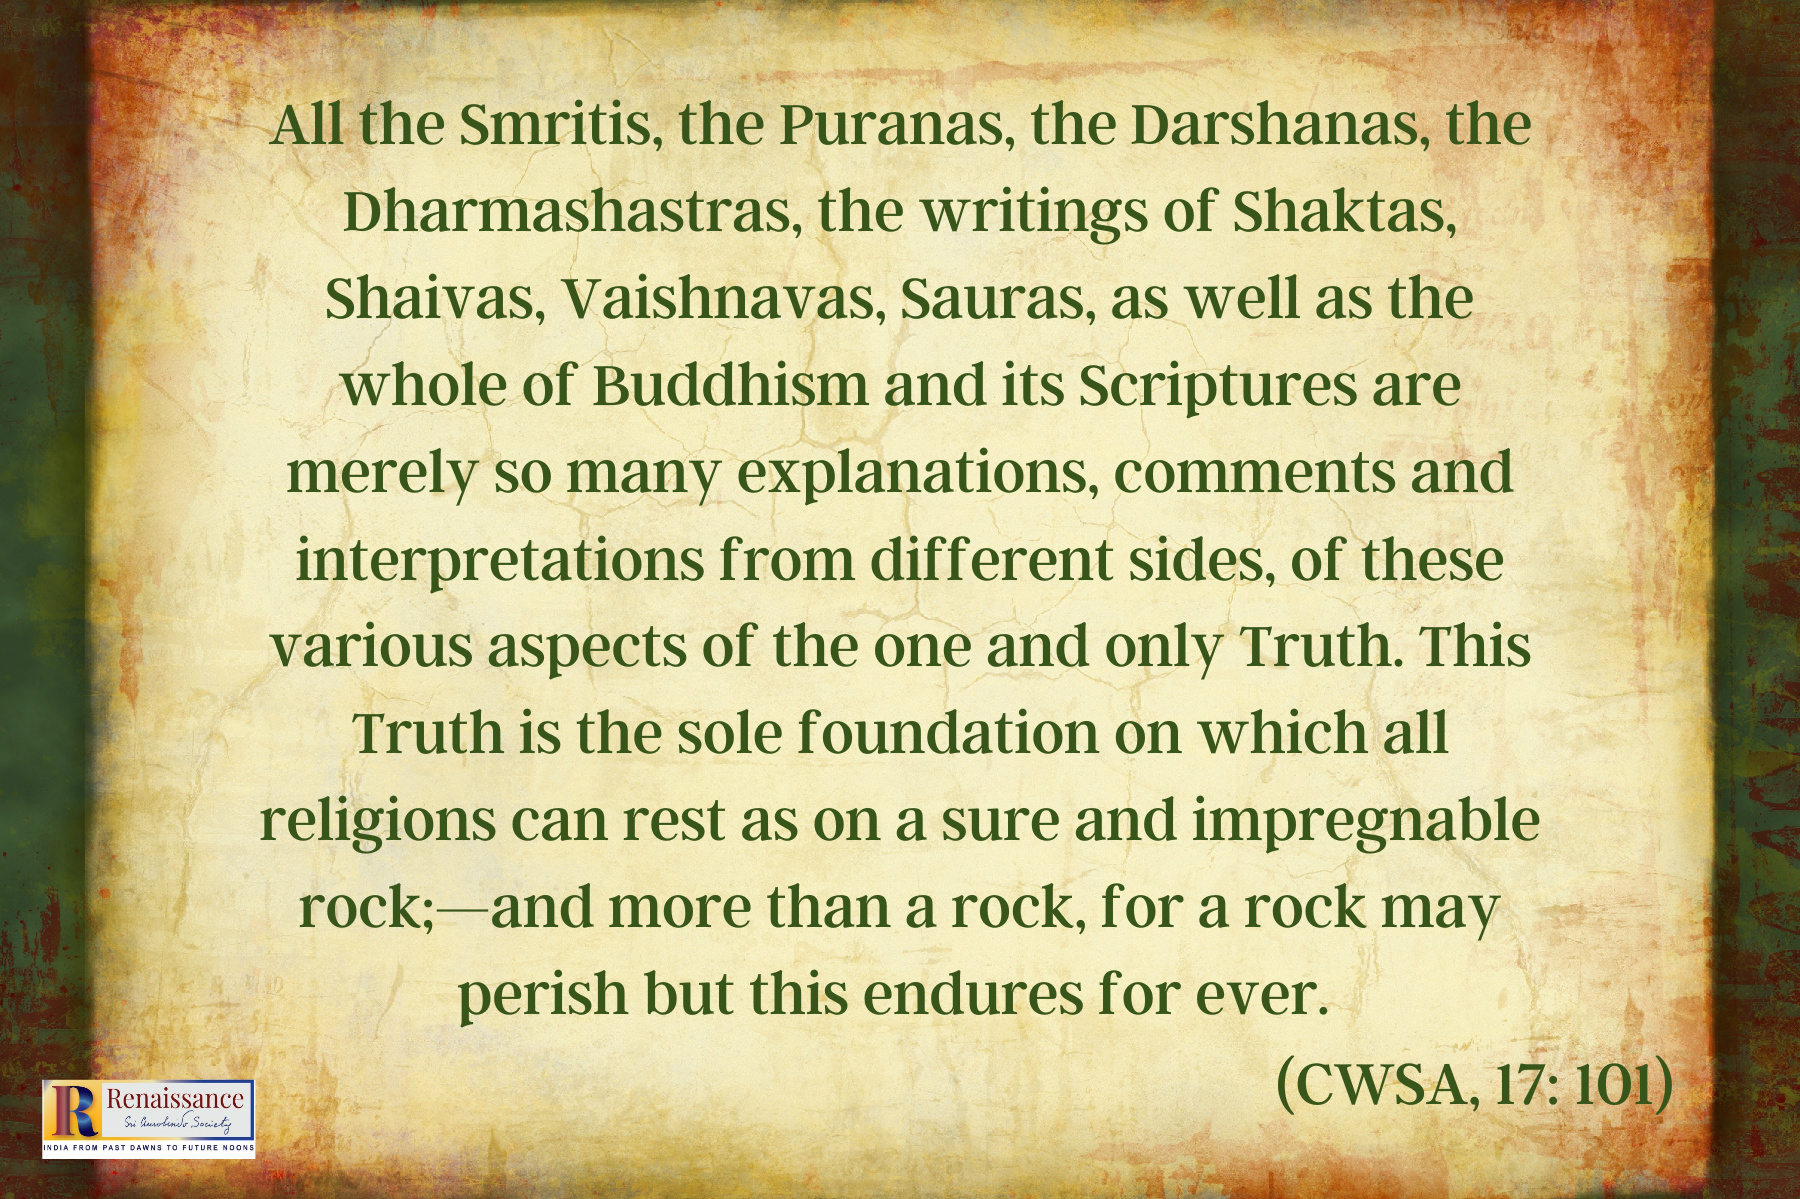 All the Smritis, the Puranas, the Darshanas, the
Dharmashastras, the writings of Shaktas,
Shaivas, Vaishnavas, Sauras, as well as the
whole of Buddhism and its Scriptures are
merely so many explanations, comments and
interpretations from different sides, of these
various aspects of the one and only Truth. This
Truth is the sole foundation on which all
religions can rest as on a sure and impregnable
rock;—and more than a rock, for a rock may
perish but this endures for ever.
(CWSA, 17: 101)
R Renaissance
Sri Aurobindo Society
INDIA FROM PAST DAWNS TO FUTURE NOONS